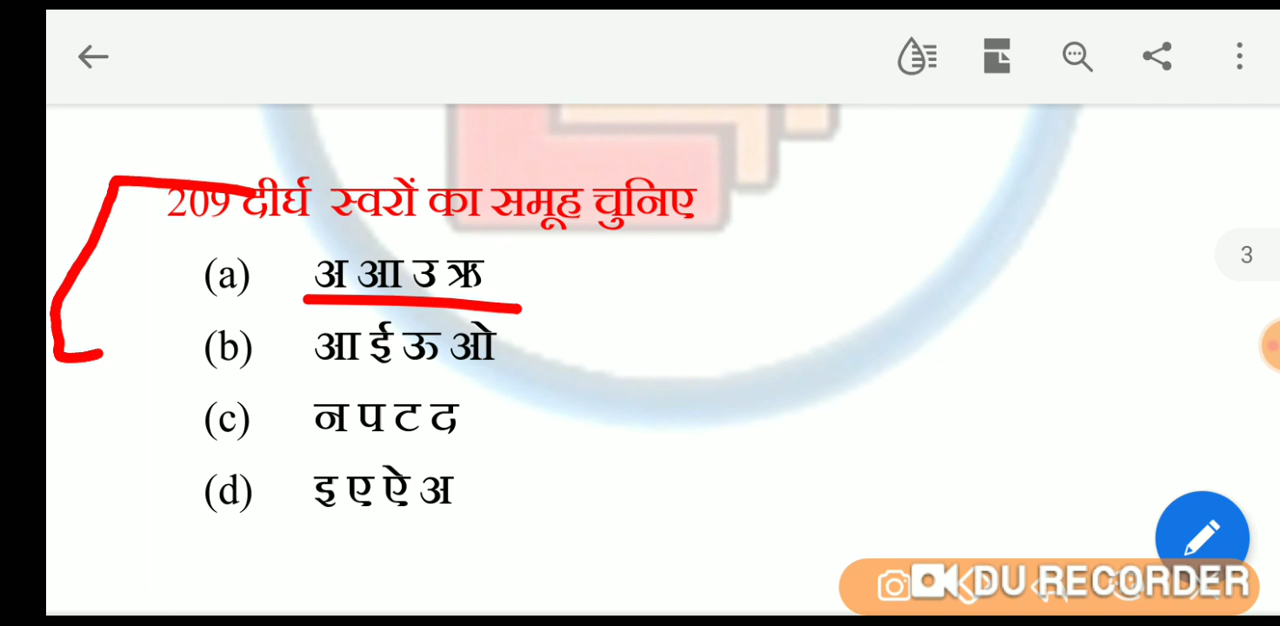 209 दीर्घ स्वरों का समूह चुनिए
(a) अ आ उ ऋ
3
(b) आ ई ऊ ओ
(c) न प ट द
(d) इ ए ऐ अ
DU RECORDER